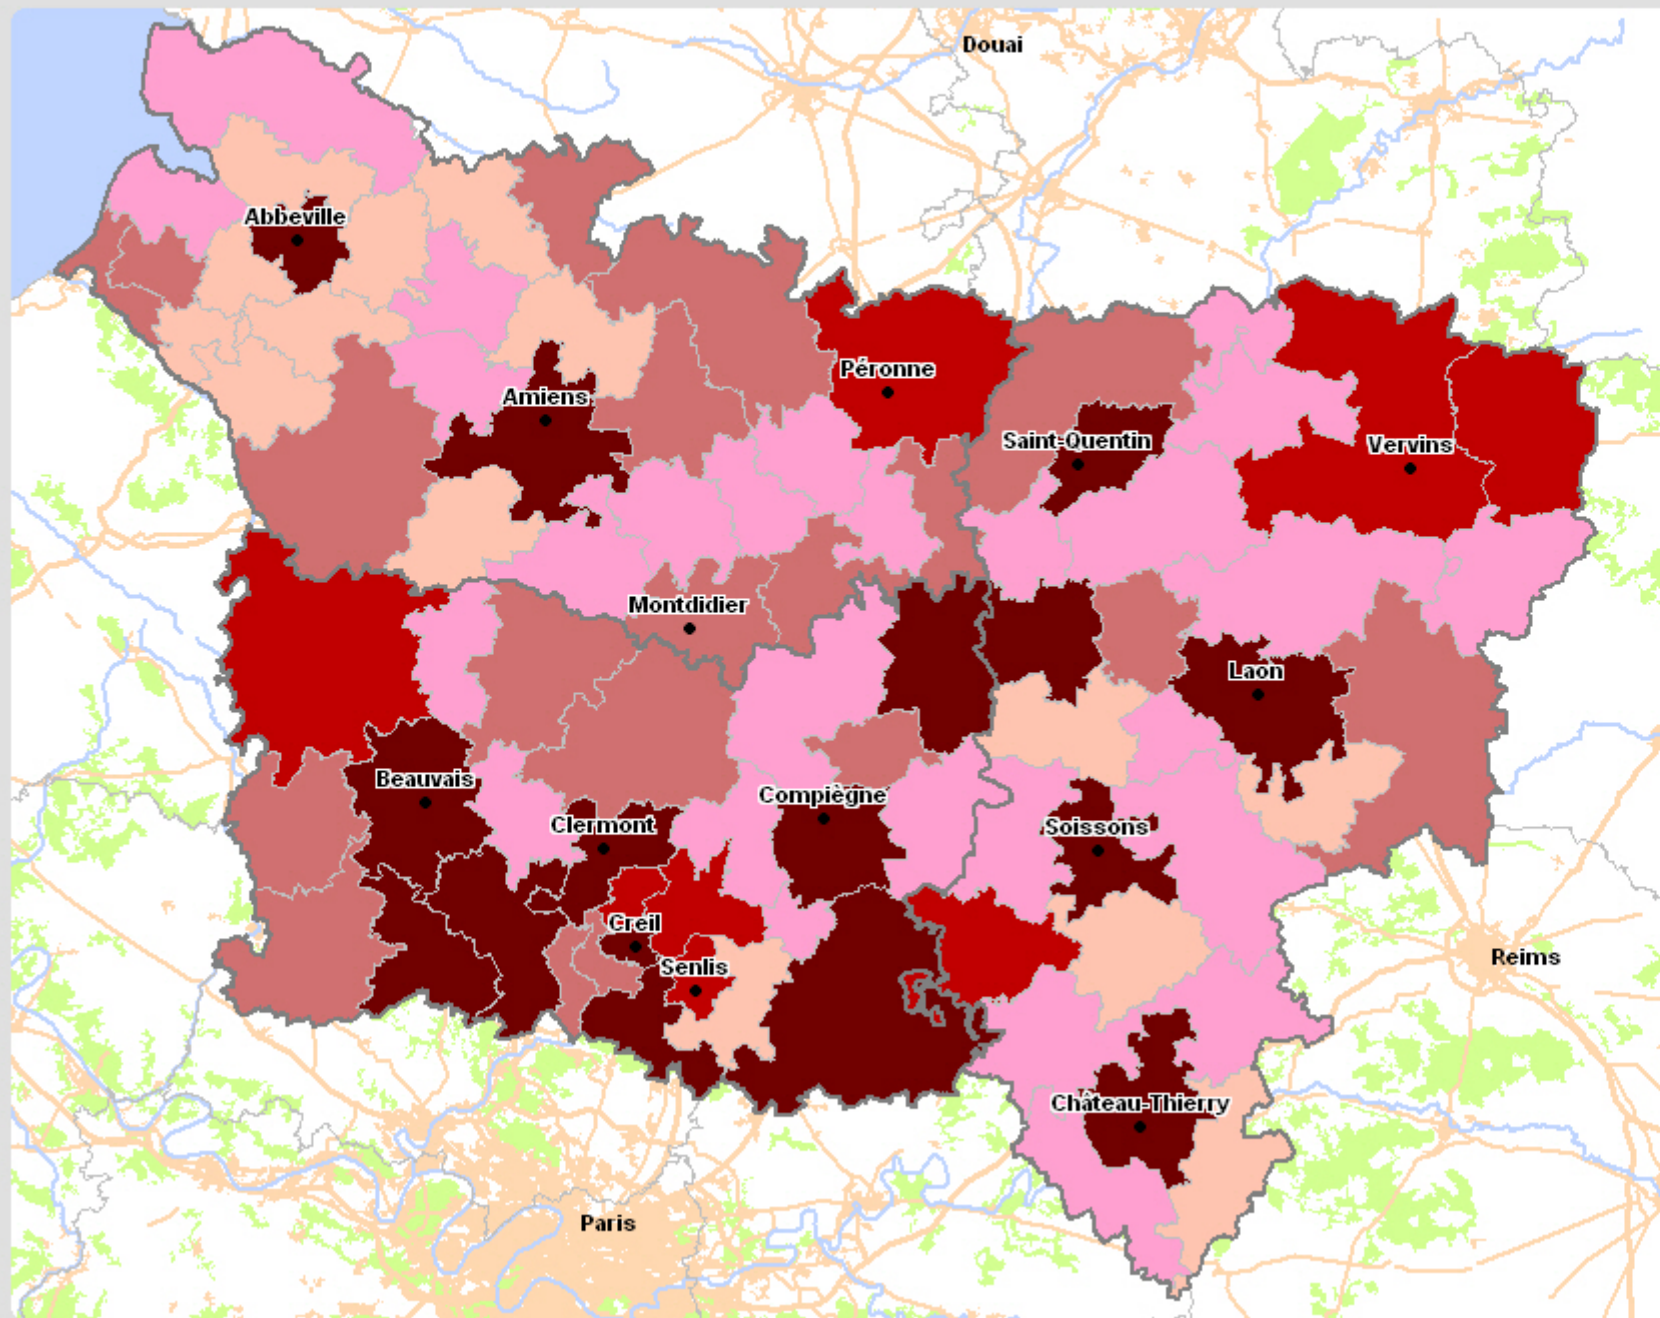 Douai
Abbeville
Péronne
Amiens
Saint-Quentin
Vervins
Montdidier
Laon
Beauvais
Compiègne
Clermont
Soissons
Creil
Senlis
Reims
Château-Thierry
Paris